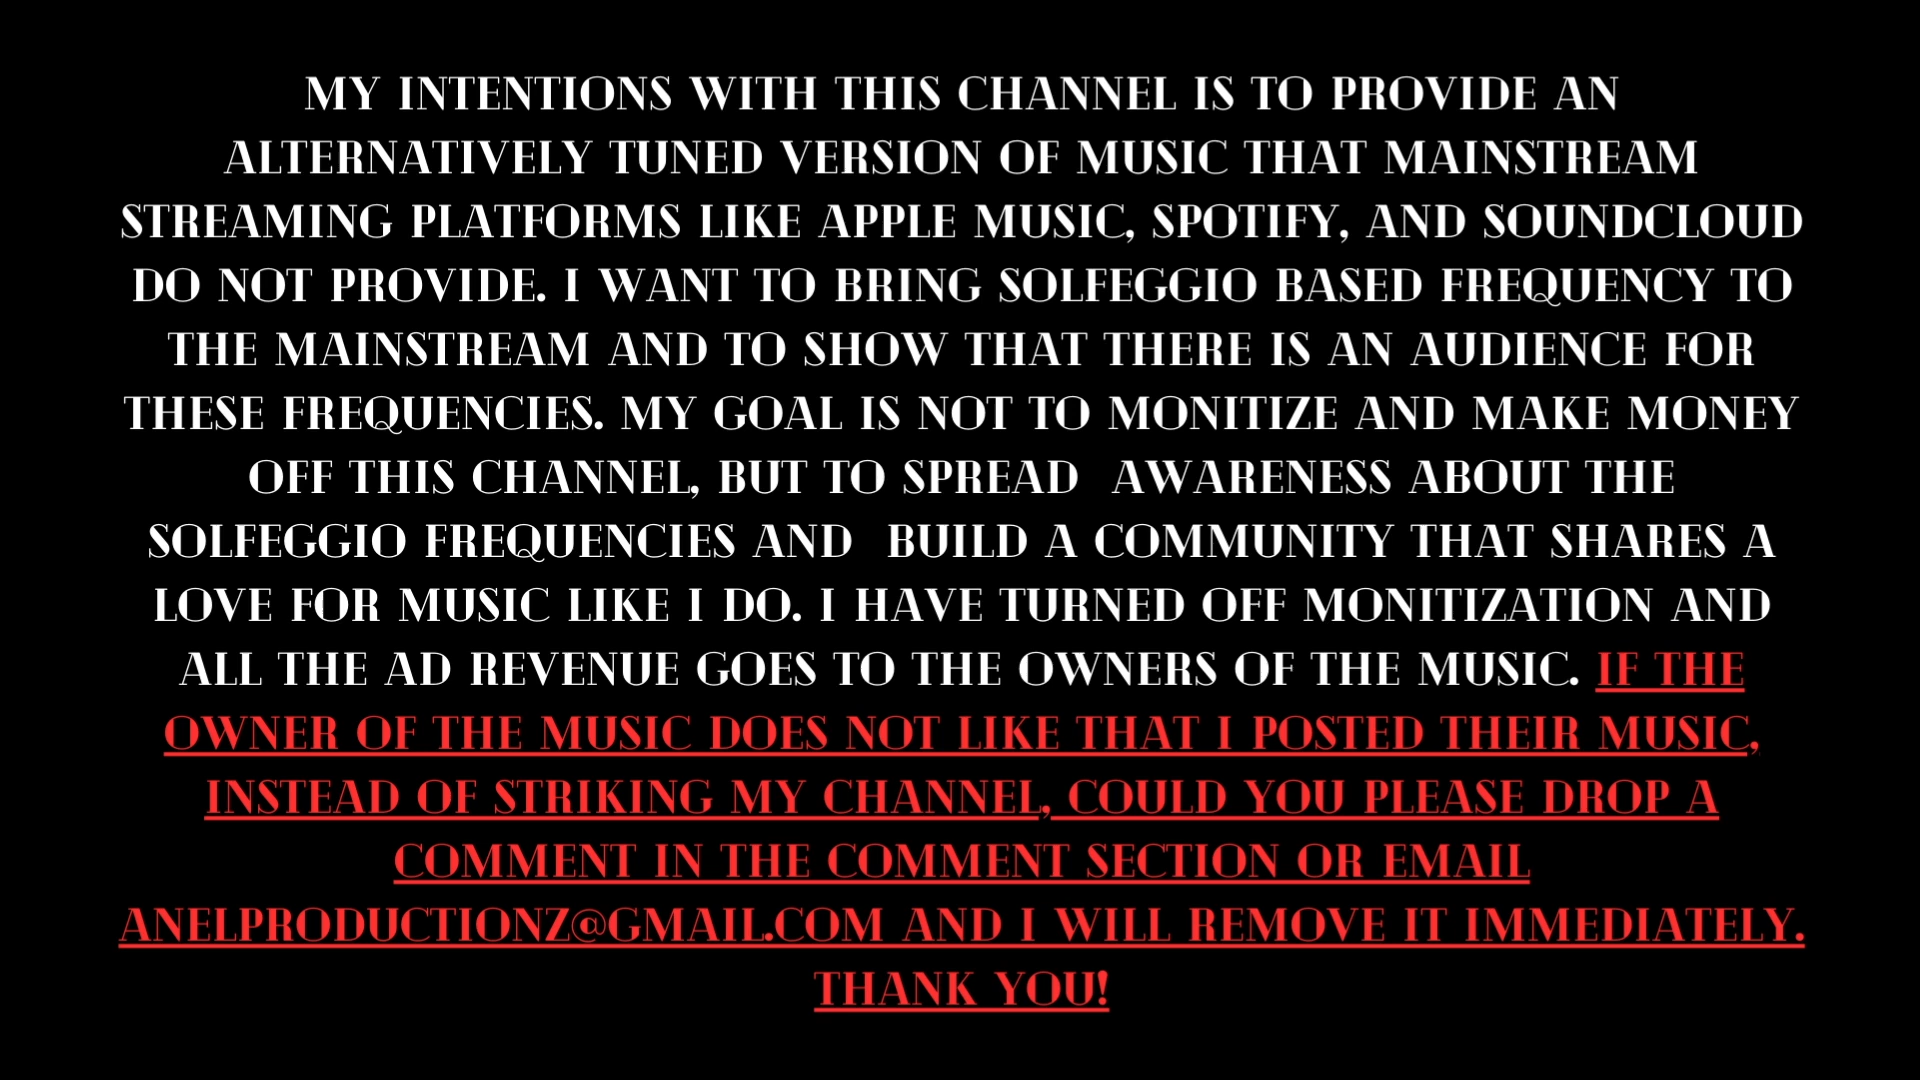 MY INTENTIONS WITH THIS CHANNEL IS TO PROVIDE AN
ALTERNATIVELY TUNED VERSION OF MUSIC THAT MAINSTREAM
STREAMING PLATFORMS LIKE APPLE MUSIC, SPOTIFY, AND SOUNDCLOUD
DO NOT PROVIDE. I WANT TO BRING SOLFEGGIO BASED FREQUENCY TO
THE MAINSTREAM AND TO SHOW THAT THERE IS AN AUDIENCE FOR
THESE FREQUENCIES. MY GOAL IS NOT TO MONITIZE AND MAKE MONEY
OFF THIS CHANNEL, BUT TO SPREAD  AWARENESS ABOUT THE
SOLFEGGIO FREQUENCIES AND  BUILD A COMMUNITY THAT SHARES A
LOVE FOR MUSIC LIKE I DO. I HAVE TURNED OFF MONITIZATION AND
ALL THE AD REVENUE GOES TO THE OWNERS OF THE MUSIC. IF THE
OWNER OF THE MUSIC DOES NOT LIKE THAT I POSTED THEIR MUSIC,
INSTEAD OF STRIKING MY CHANNEL, COULD YOU PLEASE DROP A
COMMENT IN THE COMMENT SECTION OR EMAIL
ANELPRODUCTIONZ@GMAIL.COM AND I WILL REMOVE IT IMMEDIATELY.
THANK YOU!